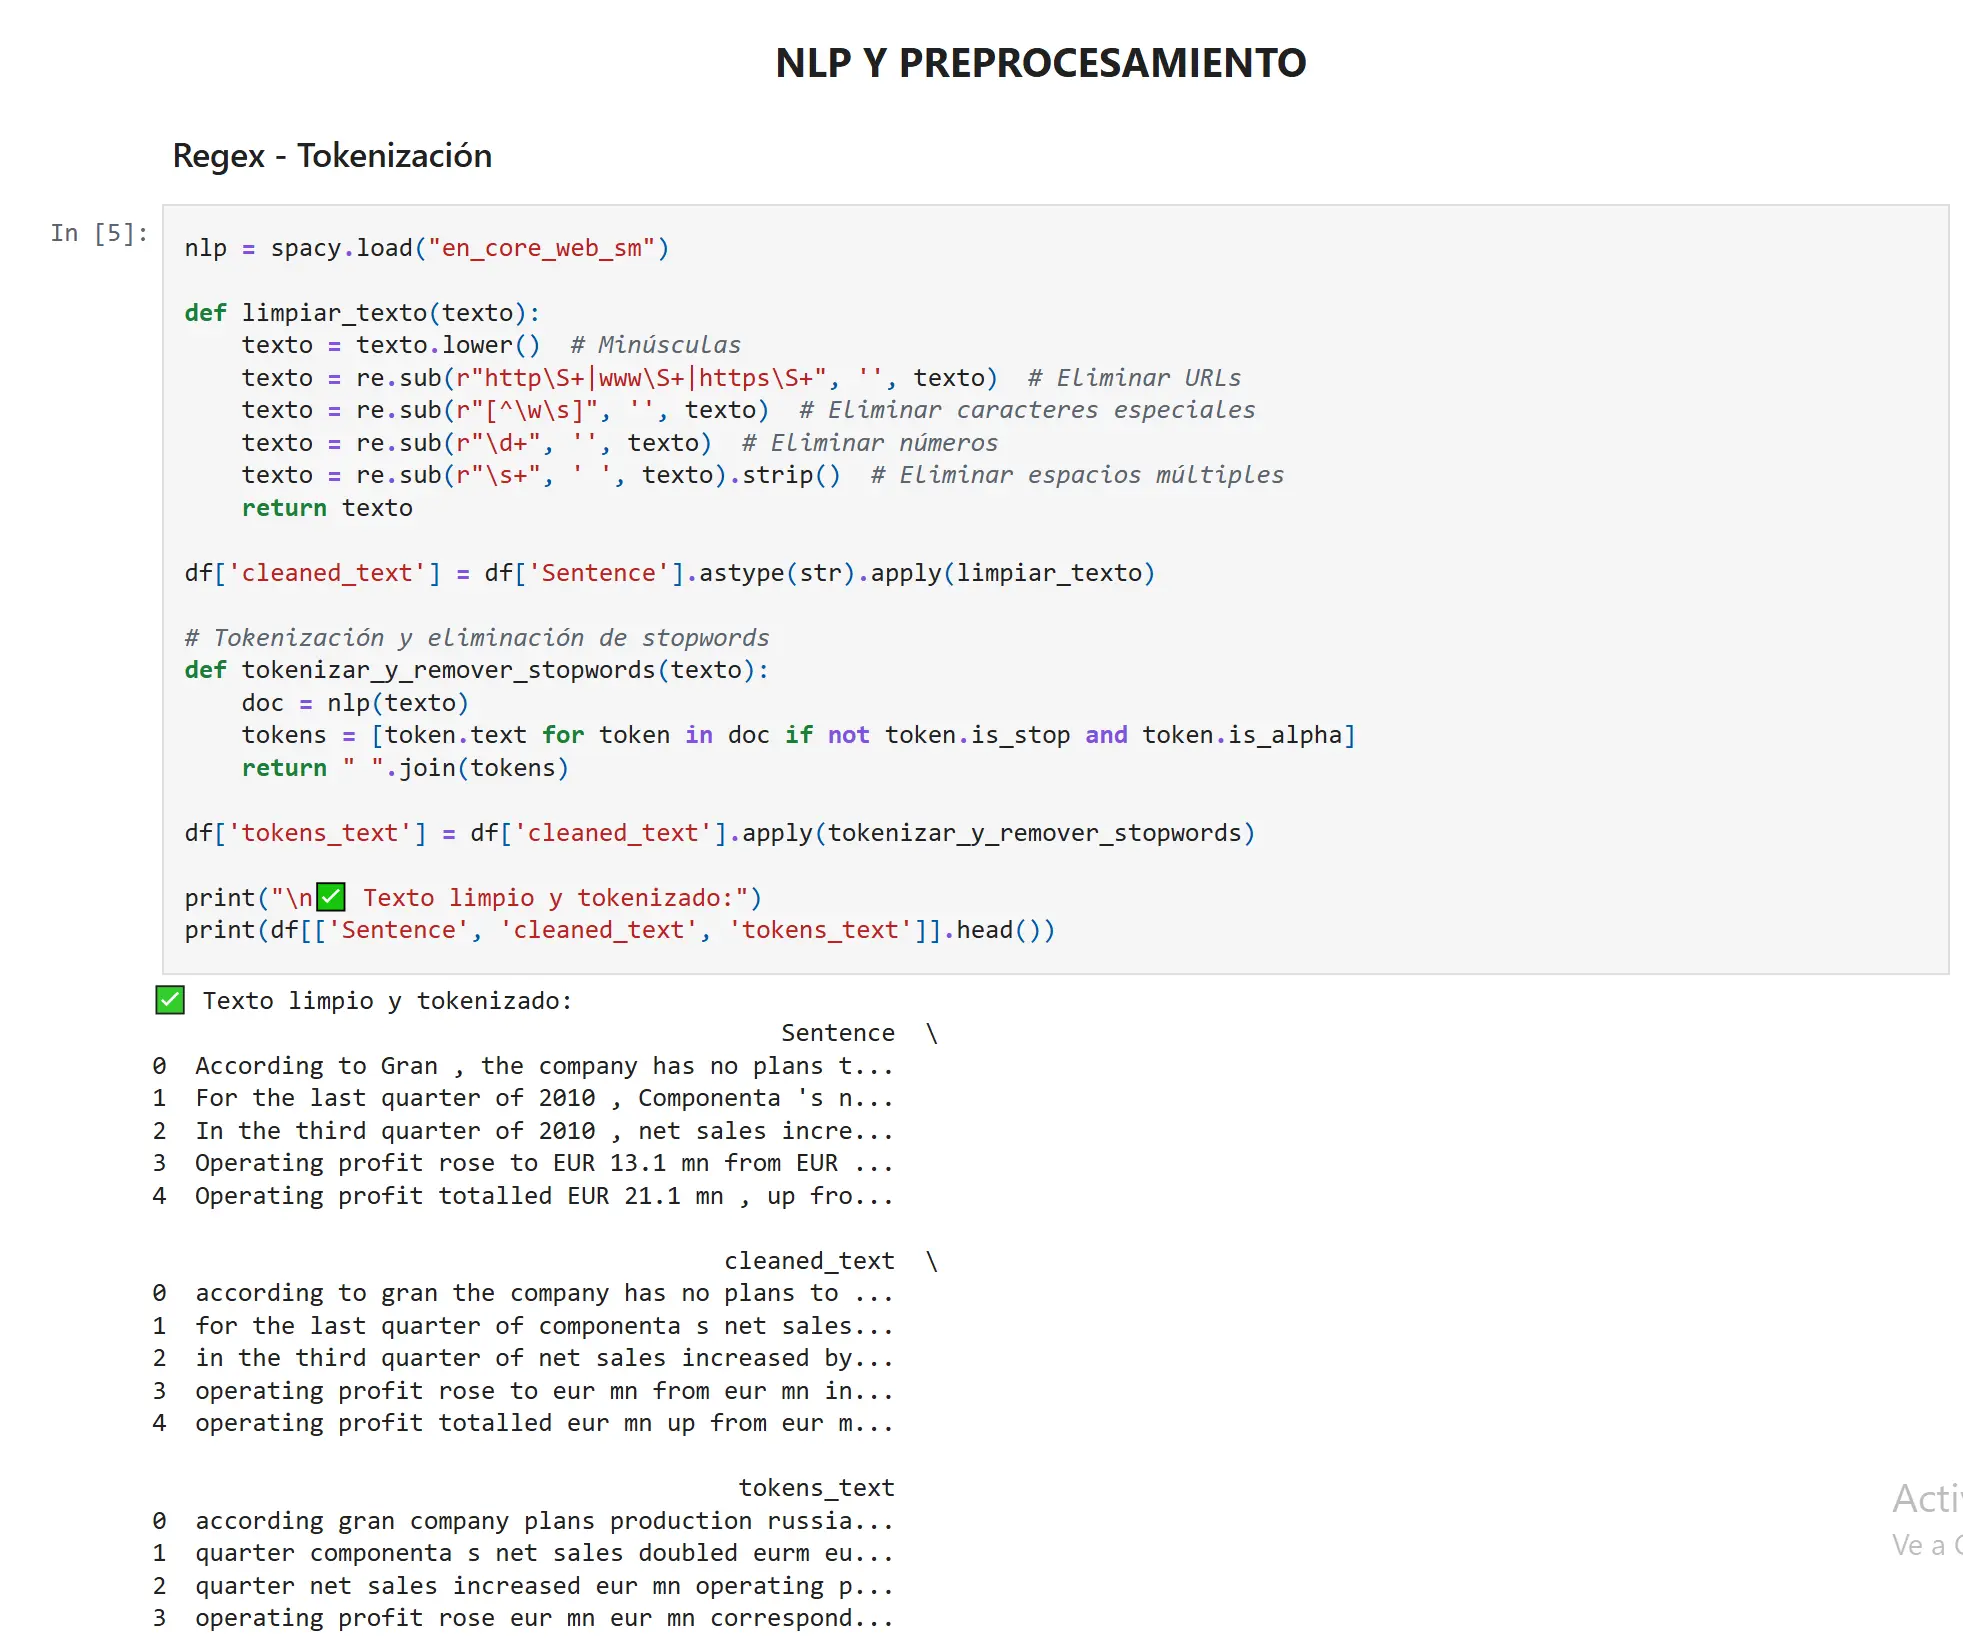 NLP Y PREPROCESAMIENTO
Regex - Tokenización
In [5]:
nlp = spacy.load("en_core_web_sm")

def limpiar_texto(texto):
    texto = texto.lower()  # Minúsculas
    texto = re.sub(r"http\S+|www\S+|https\S+", '', texto)  # Eliminar URLs
    texto = re.sub(r"[^\w\s]", '', texto)  # Eliminar caracteres especiales
    texto = re.sub(r"\d+", '', texto)  # Eliminar números
    texto = re.sub(r"\s+", ' ', texto).strip()  # Eliminar espacios múltiples
    return texto

df['cleaned_text'] = df['Sentence'].astype(str).apply(limpiar_texto)

# Tokenización y eliminación de stopwords
def tokenizar_y_remover_stopwords(texto):
    doc = nlp(texto)
    tokens = [token.text for token in doc if not token.is_stop and token.is_alpha]
    return " ".join(tokens)

df['tokens_text'] = df['cleaned_text'].apply(tokenizar_y_remover_stopwords)

print("\n✅ Texto limpio y tokenizado:")
print(df[['Sentence', 'cleaned_text', 'tokens_text']].head())
✅ Texto limpio y tokenizado:
Sentence  \
0  According to Gran , the company has no plans t...
1  For the last quarter of 2010 , Componenta 's n...
2  In the third quarter of 2010 , net sales incre...
3  Operating profit rose to EUR 13.1 mn from EUR ...
4  Operating profit totalled EUR 21.1 mn , up fro...

cleaned_text  \
0  according to gran the company has no plans to ...
1  for the last quarter of componenta s net sales...
2  in the third quarter of net sales increased by...
3  operating profit rose to eur mn from eur mn in...
4  operating profit totalled eur mn up from eur m...

tokens_text
0  according gran company plans production russia...
1  quarter componenta s net sales doubled eurm eu...
2  quarter net sales increased eur mn operating p...
3  operating profit rose eur mn eur mn correspond...
Ve a